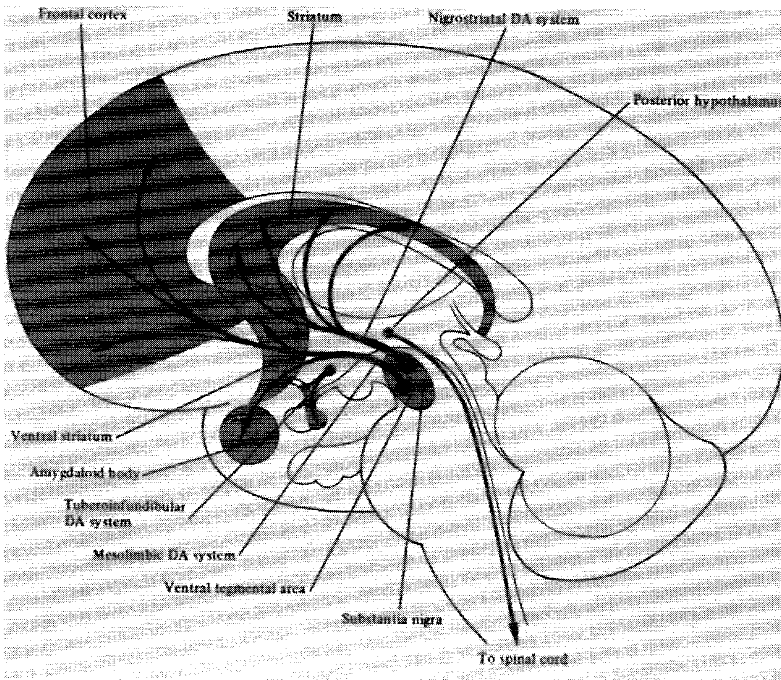 Frontal cortex
Striatum
Nigrostriatal DA system
Posterior hypothalamus
Ventral striatum
Amygdaloid body
Tuberoinfundibular
DA system
Mesolimbic DA system
Ventral tegmental area
Substantia nigra
To spinal cord